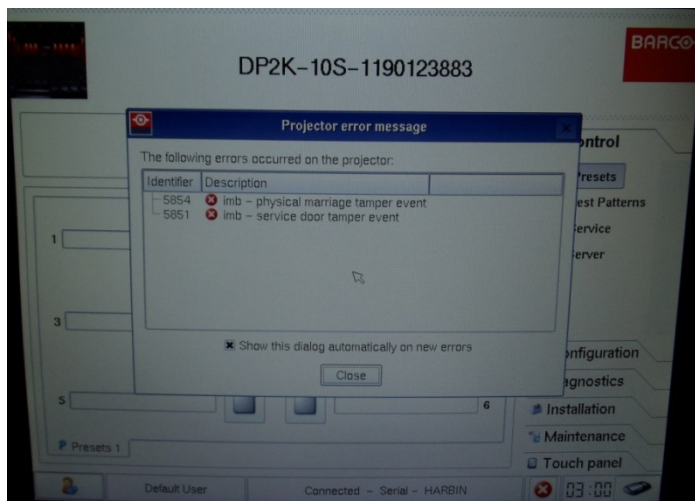 BARCO
DP2K-10S-1190123883
Projector error message
The following errors occurred on the projector:
Identifier Description
5854 imb - physical marriage tamper event
5851 imb - service door tamper event
Show this dialog automatically on new errors
Close
ontrol
Presets
est Patterns
ervice
erver
onfiguration
agnostics
Installation
Maintenance
Touch panel
1
3
5
6
Presets 1
Default User
Connected - Serial - HARBIN
03:00